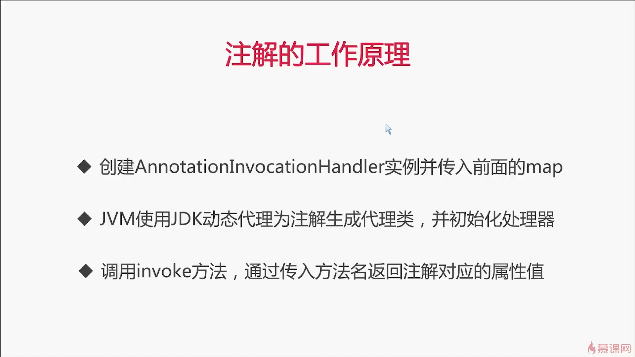 注解的工作原理
◆ 创建AnnotationInvocationHandler实例并传入前面的map
◆ JVM使用JDK动态代理为注解生成代理类，并初始化处理器
◆ 调用invoke方法，通过传入方法名返回注解对应的属性值
慕课网